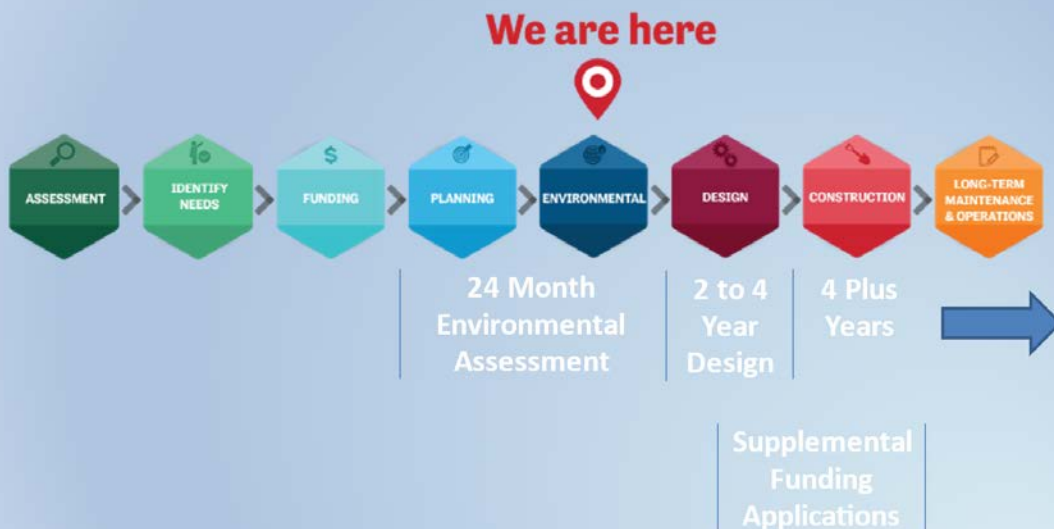 We are here
ASSESSMENT
IDENTIFY
NEEDS
$
FUNDING
PLANNING
ENVIRONMENTAL
DESIGN
CONSTRUCTION
LONG-TERM
MAINTENANCE
& OPERATIONS
24 Month
Environmental
Assessment
2 to 4
Year
Design
4 Plus
Years
Supplemental
Funding
Applications